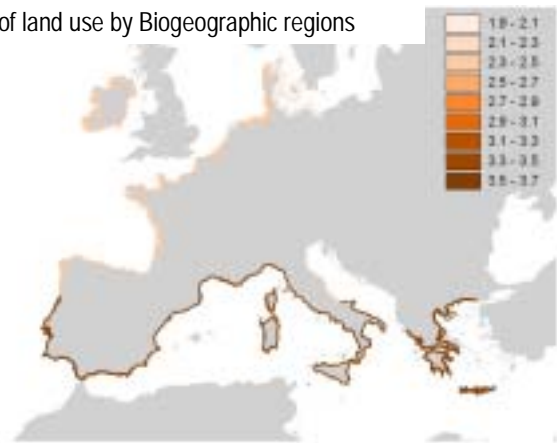 of land use by Biogeographic regions
1.9 - 2.1
2.1 - 2.3
2.3 - 2.5
2.5 - 2.7
2.7 - 2.9
2.9 - 3.1
3.1 - 3.3
3.3 - 3.5
3.5 - 3.7